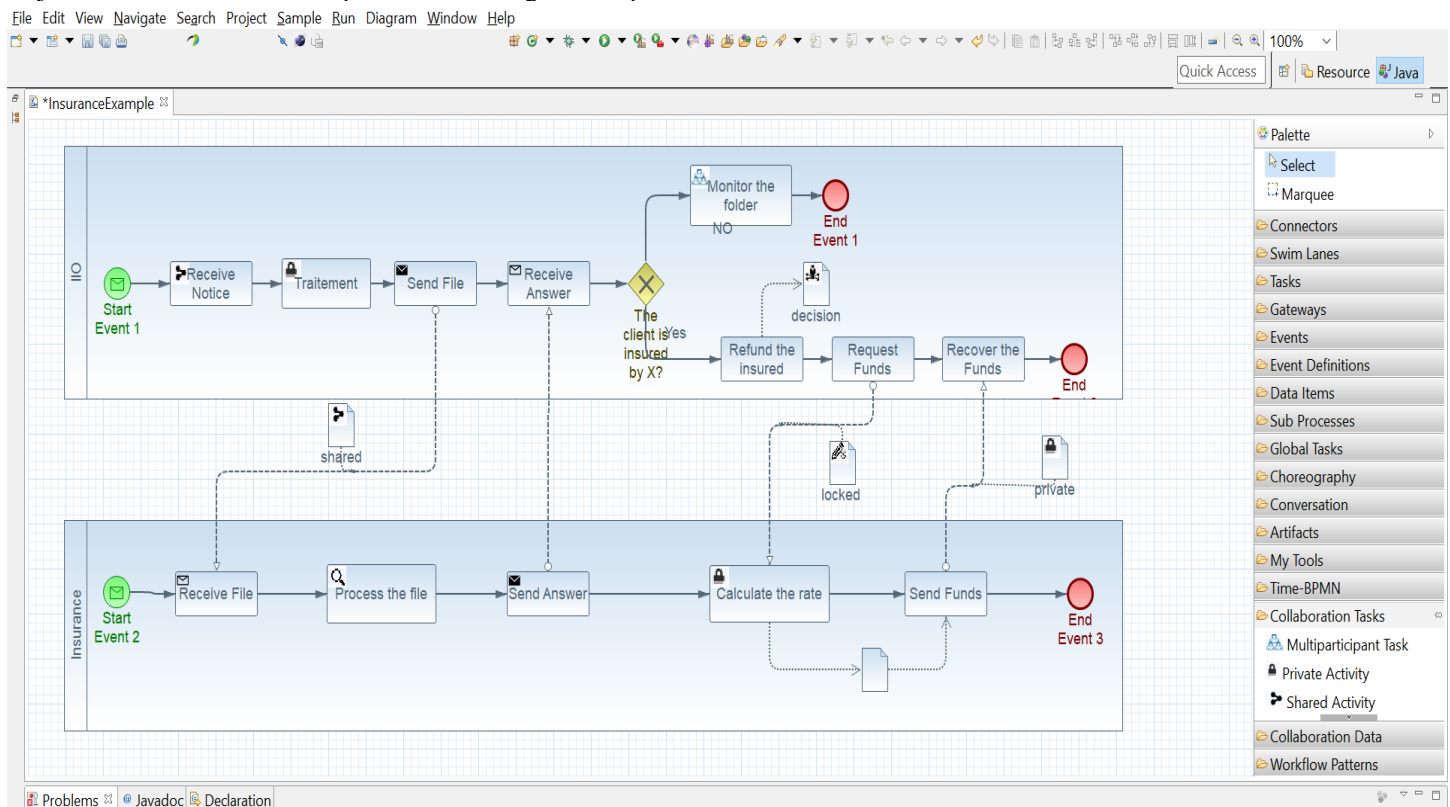 File Edit View Navigate Search Project Sample Run Diagram Window Help
100%
Quick Access
Resource
Java
*InsuranceExample
Palette
Select
Marquee
Connectors
Swim Lanes
Tasks
Gateways
Events
Event Definitions
Data Items
Sub Processes
Global Tasks
Choreography
Conversation
Artifacts
My Tools
Time-BPMN
Collaboration Tasks
Multiparticipant Task
Private Activity
Shared Activity
Collaboration Data
Workflow Patterns
IIO
Start
Event 1
Receive
Notice
Traitement
Send File
Receive
Answer
The
client is
insured
by X?
NO
Yes
Monitor the
folder
End
Event 1
decision
Refund the
insured
Request
Funds
Recover the
Funds
End
shared
locked
private
Insurance
Start
Event 2
Receive File
Process the file
Send Answer
Calculate the rate
Send Funds
End
Event 3
Problems
@ Javadoc
Declaration